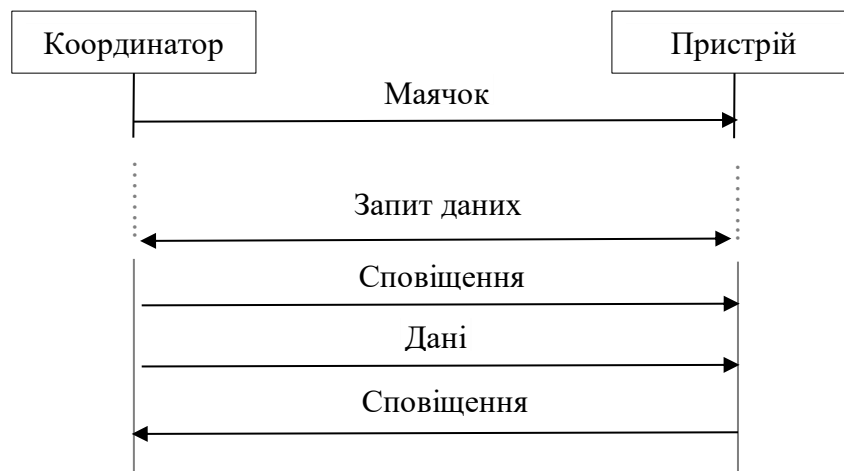 Координатор
Пристрій
Маячок
Запит даних
Сповіщення
Дані
Сповіщення